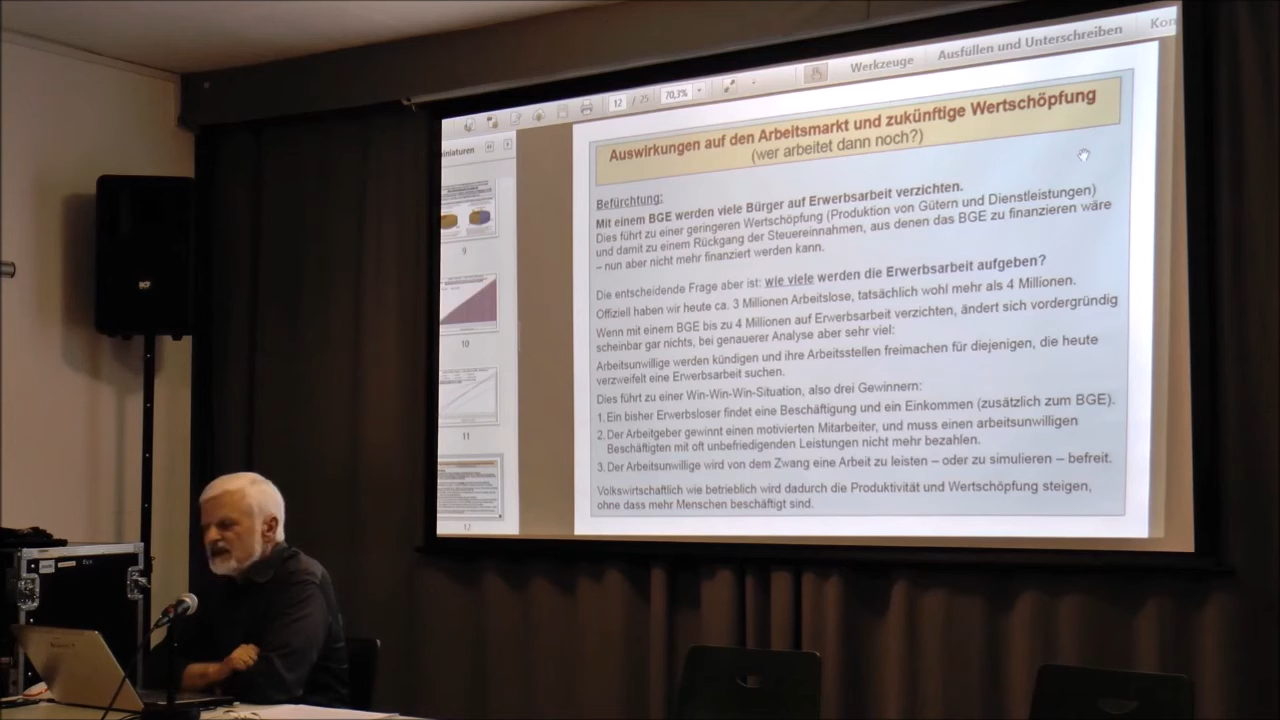 Werkzeuge
Ausfüllen und Unterschreiben
12 / 25
70,3%
Auswirkungen auf den Arbeitsmarkt und zukünftige Wertschöpfung
(wer arbeitet dann noch?)
Befürchtung:
Mit einem BGE werden viele Bürger auf Erwerbsarbeit verzichten.
Dies führt zu einer geringeren Wertschöpfung (Produktion von Gütern und Dienstleistungen)
und damit zu einem Rückgang der Steuereinnahmen, aus denen das BGE zu finanzieren wäre
– nun aber nicht mehr finanziert werden kann.
Die entscheidende Frage aber ist: wie viele werden die Erwerbsarbeit aufgeben?
Offiziell haben wir heute ca. 3 Millionen Arbeitslose, tatsächlich wohl mehr als 4 Millionen.
Wenn mit einem BGE bis zu 4 Millionen auf Erwerbsarbeit verzichten, ändert sich vordergründig
scheinbar gar nichts, bei genauerer Analyse aber sehr viel:
Arbeitsunwillige werden kündigen und ihre Arbeitsstellen freimachen für diejenigen, die heute
verzweifelt eine Erwerbsarbeit suchen.
Dies führt zu einer Win-Win-Win-Situation, also drei Gewinnern:
1. Ein bisher Erwerbsloser findet eine Beschäftigung und ein Einkommen (zusätzlich zum BGE).
2. Der Arbeitgeber gewinnt einen motivierten Mitarbeiter, und muss einen arbeitsunwilligen
Beschäftigten mit oft unbefriedigenden Leistungen nicht mehr bezahlen.
3. Der Arbeitsunwillige wird von dem Zwang eine Arbeit zu leisten – oder zu simulieren – befreit.
Volkswirtschaftlich wie betrieblich wird dadurch die Produktivität und Wertschöpfung steigen,
ohne dass mehr Menschen beschäftigt sind.
9
10
11
12